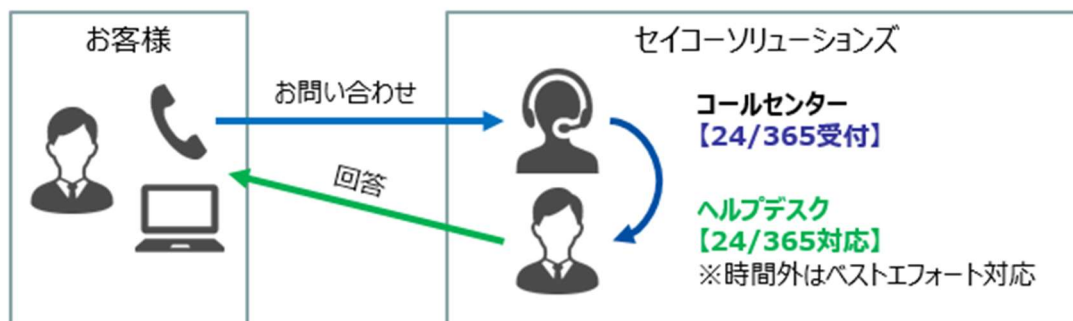 お客様
セイコーソリューションズ
お問い合わせ
コールセンター
【24/365受付】
回答
ヘルプデスク
【24/365対応】
※時間外はベストエフォート対応